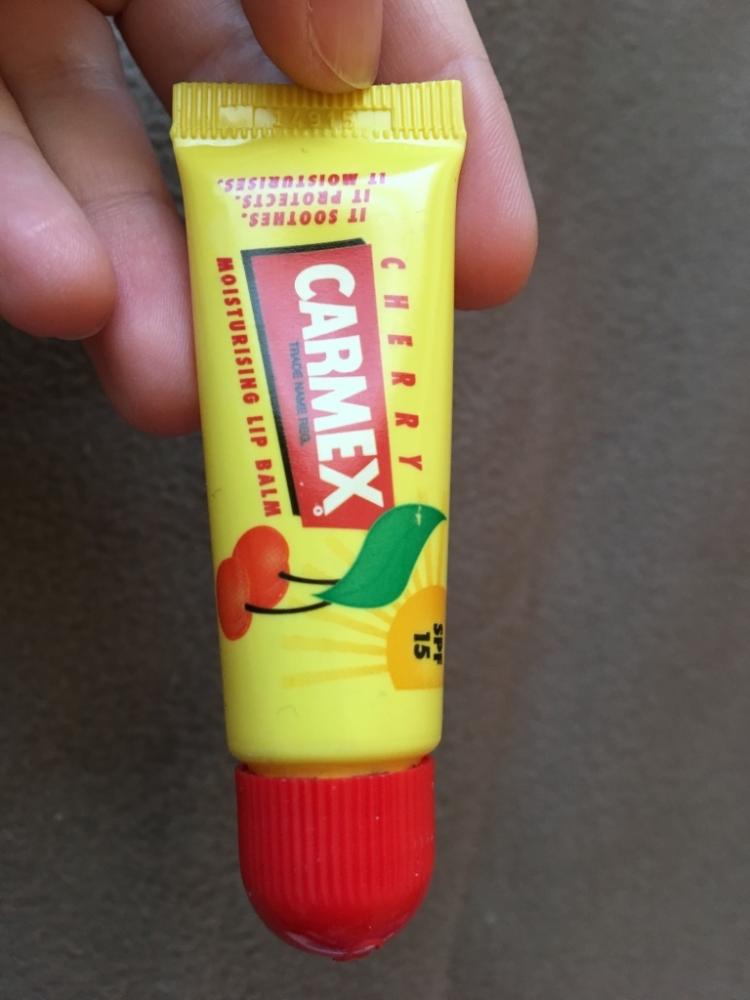 CHERRY
CARMEX
TRADE NAME REG.
MOISTURISING LIP BALM
SPF
15
IT SOOTHES.
IT PROTECTS.
IT MOISTURISES.